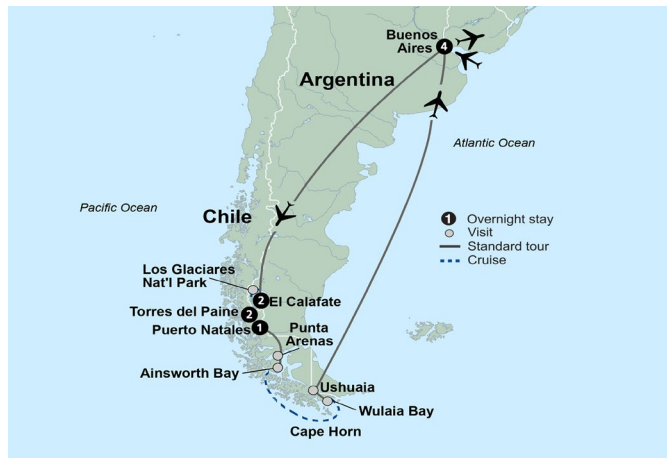 Buenos
Aires 4
Argentina
Atlantic Ocean
Pacific Ocean
Chile
1 Overnight stay
Visit
Standard tour
Cruise
Los Glaciares
Nat'l Park
2 El Calafate
Torres del Paine 2
Puerto Natales 1
Punta
Arenas
Ainsworth Bay
Ushuaia
Wulaia Bay
Cape Horn